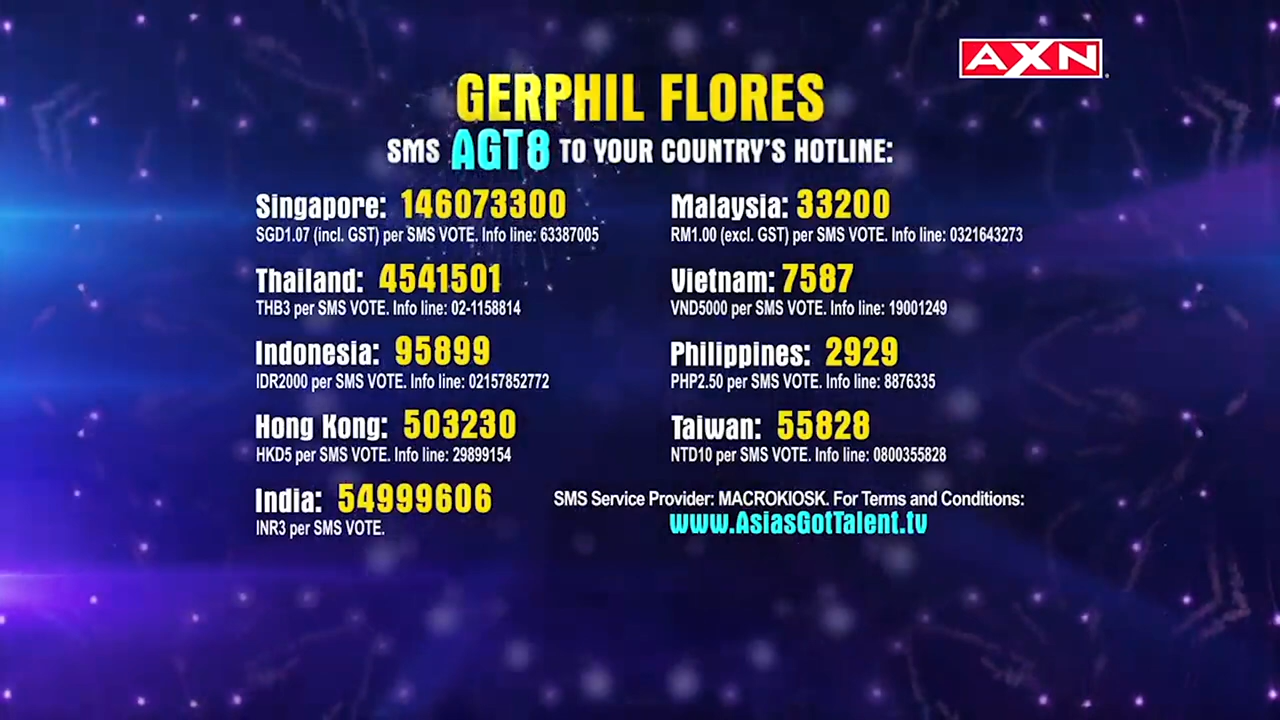 AXN
GERPHIL FLORES
SMS AGT8 TO YOUR COUNTRY'S HOTLINE:
Singapore: 146073300
SGD1.07 (incl. GST) per SMS VOTE. Info line: 63387005
Malaysia: 33200
RM1.00 (excl. GST) per SMS VOTE. Info line: 0321643273
Thailand: 4541501
THB3 per SMS VOTE. Info line: 02-1158814
Vietnam: 7587
VND5000 per SMS VOTE. Info line: 19001249
Indonesia: 95899
IDR2000 per SMS VOTE. Info line: 02157852772
Philippines: 2929
PHP2.50 per SMS VOTE. Info line: 8876335
Hong Kong: 503230
HKD5 per SMS VOTE. Info line: 29899154
Taiwan: 55828
NTD10 per SMS VOTE. Info line: 0800355828
India: 54999606
INR3 per SMS VOTE.
SMS Service Provider: MACROKIOSK. For Terms and Conditions:
www.AsiasGotTalent.tv